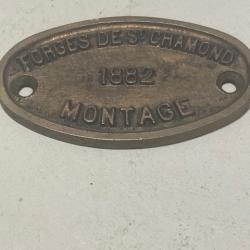 FORGES DE ST CHAMOND
1882
MONTAGE